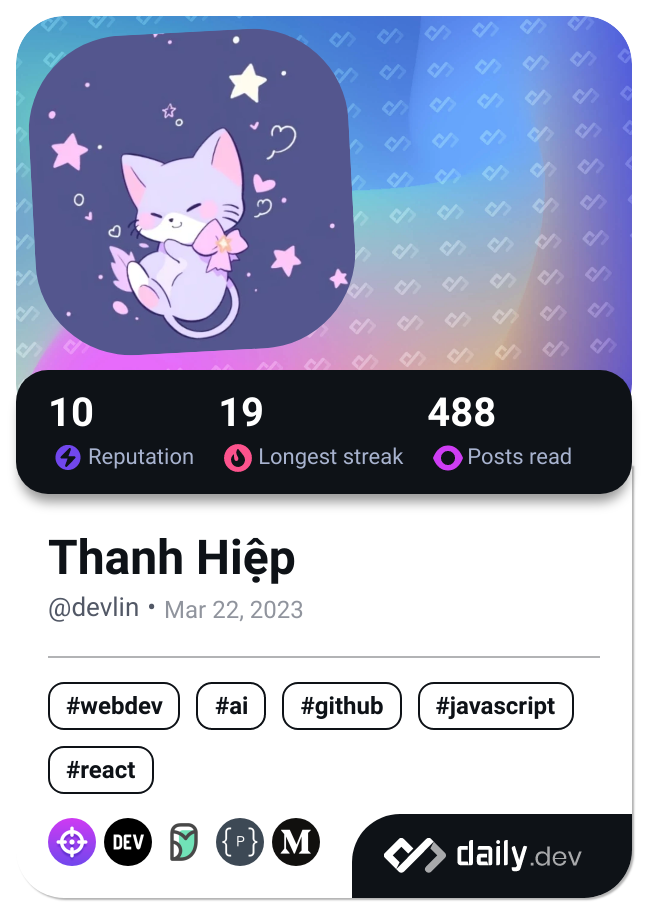 10 19 488
Reputation Longest streak Posts read
Thanh Hiệp
@devlin • Mar 22, 2023
#webdev #ai #github #javascript
#react
DEV {P} M daily.dev